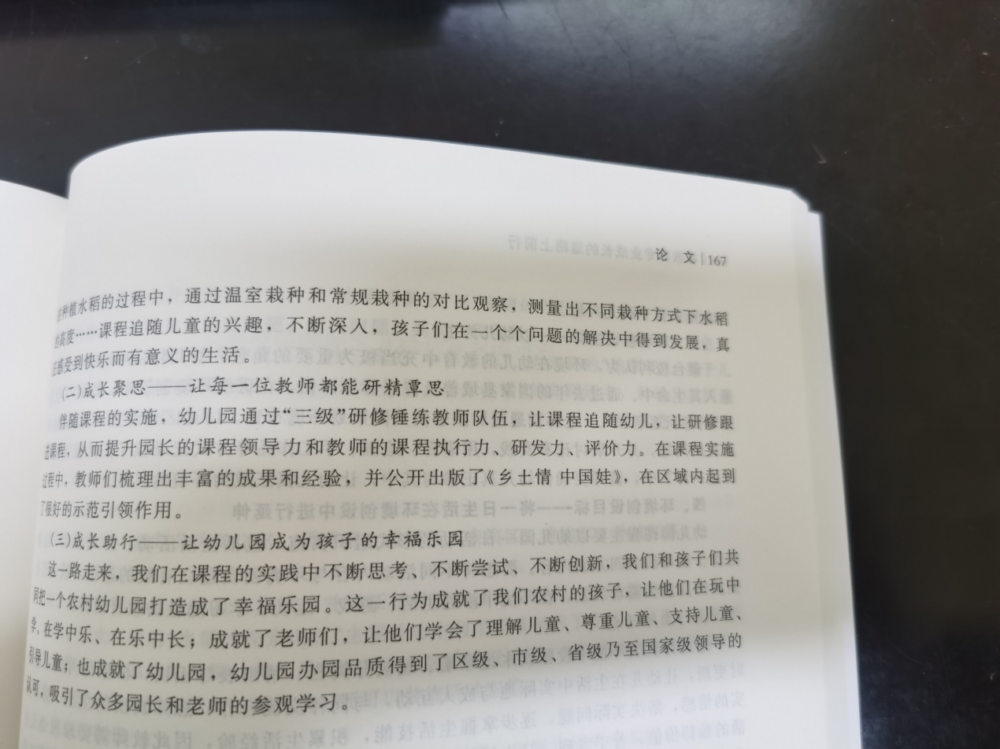 论 文 | 167
在种植水稻的过程中，通过温室栽种和常规栽种的对比观察，测量出不同栽种方式下水稻
的高度……课程追随儿童的兴趣，不断深入，孩子们在一个个问题的解决中得到发展，真
正感受到快乐而有意义的生活。
(二)成长聚思——让每一位教师都能研精覃思
伴随课程的实施，幼儿园通过“三级”研修锤练教师队伍，让课程追随幼儿，让研修跟
进课程，从而提升园长的课程领导力和教师的课程执行力、研发力、评价力。在课程实施
过程中，教师们梳理出丰富的成果和经验，并公开出版了《乡土情 中国娃》，在区域内起到
了很好的示范引领作用。
(三)成长助行——让幼儿园成为孩子的幸福乐园
这一路走来，我们在课程的实践中不断思考、不断尝试、不断创新，我们和孩子们共
同把一个农村幼儿园打造成了幸福乐园。这一行为成就了我们农村的孩子，让他们在玩中
学、在学中乐、在乐中长；成就了老师们，让他们学会了理解儿童、尊重儿童、支持儿童、
引导儿童；也成就了幼儿园，幼儿园办园品质得到了区级、市级、省级乃至国家级领导的
认可，吸引了众多园长和老师的参观学习。